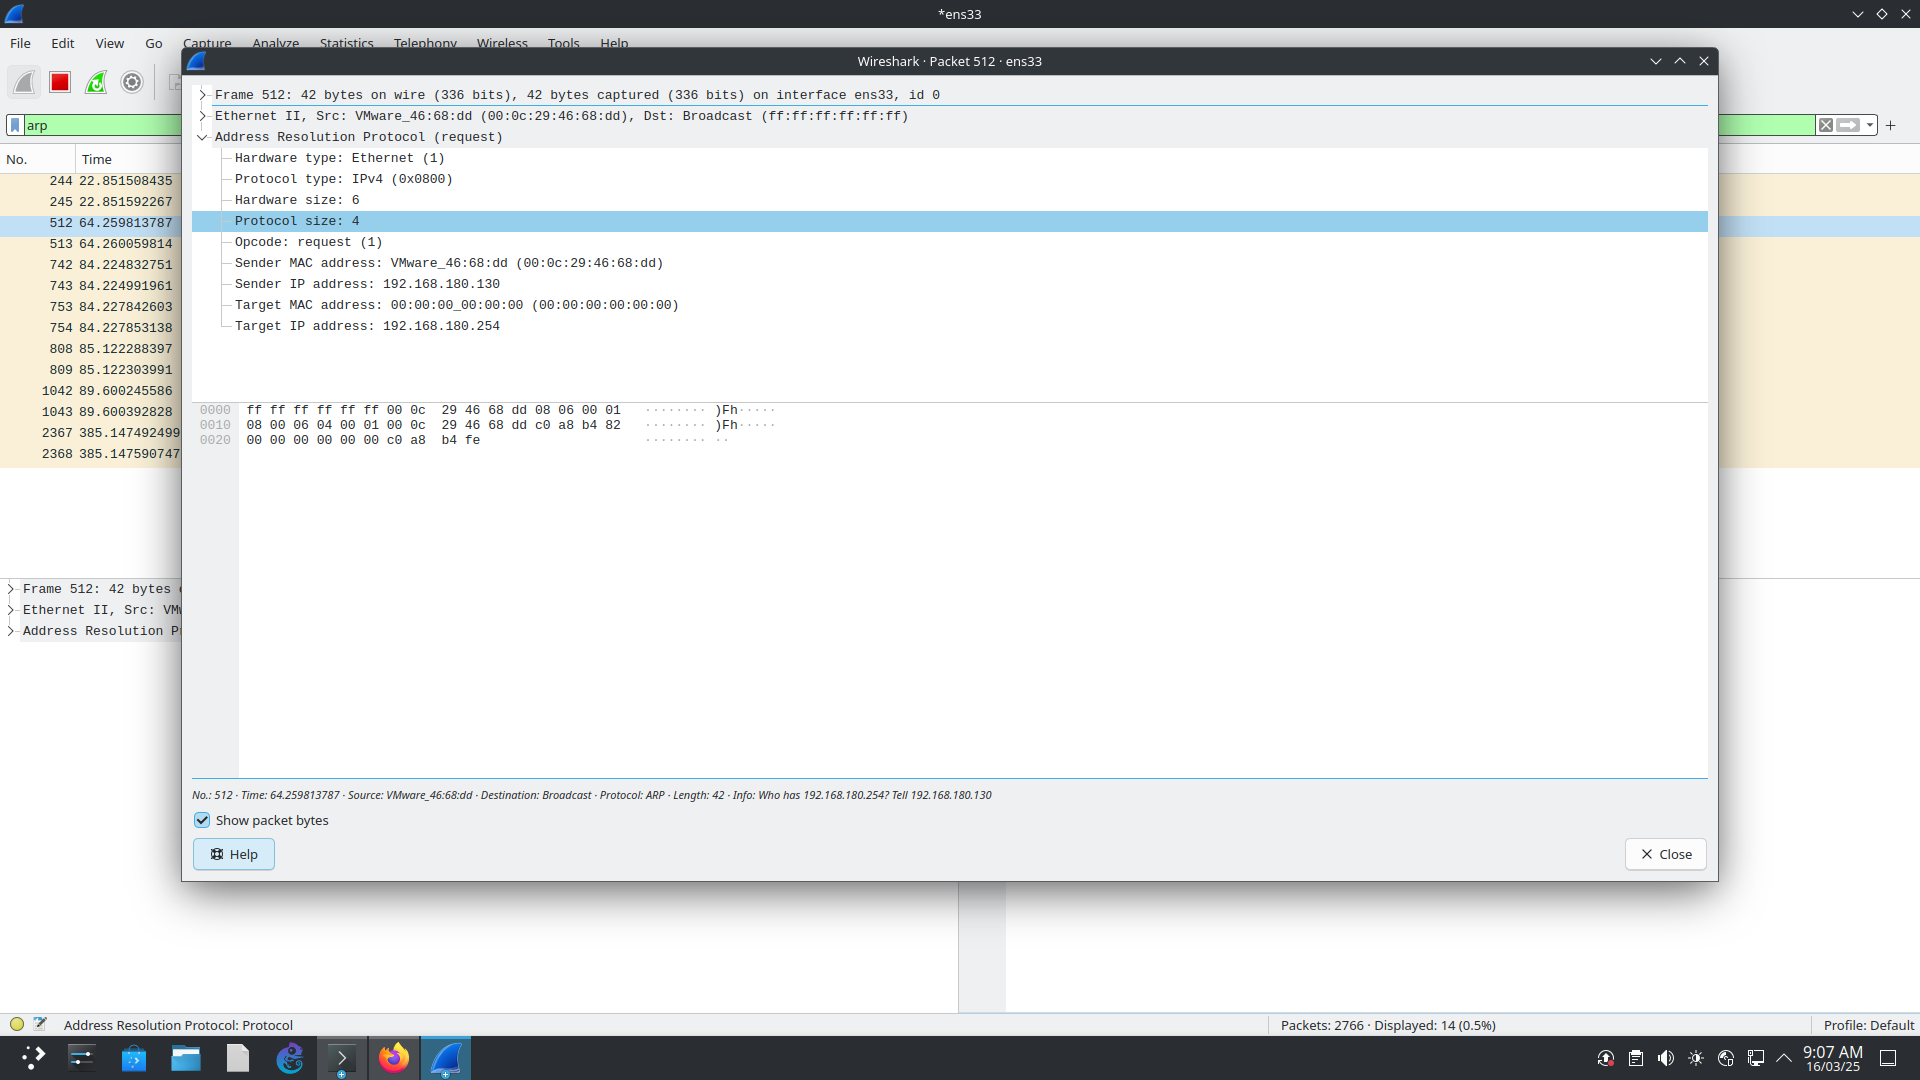 *ens33
File Edit View Go Capture Analyze Statistics Telephony Wireless Tools Help
Wireshark · Packet 512 · ens33
arp
No. Time
244 22.851508435
245 22.851592267
512 64.259813787
513 64.260059814
742 84.224832751
743 84.224991961
753 84.227842603
754 84.227853138
808 85.122288397
809 85.122303991
1042 89.600245586
1043 89.600392828
2367 385.147492499
2368 385.147590747
Frame 512: 42 bytes on wire (336 bits), 42 bytes captured (336 bits) on interface ens33, id 0
Ethernet II, Src: VMware_46:68:dd (00:0c:29:46:68:dd), Dst: Broadcast (ff:ff:ff:ff:ff:ff)
Address Resolution Protocol (request)
Hardware type: Ethernet (1)
Protocol type: IPv4 (0x0800)
Hardware size: 6
Protocol size: 4
Opcode: request (1)
Sender MAC address: VMware_46:68:dd (00:0c:29:46:68:dd)
Sender IP address: 192.168.180.130
Target MAC address: 00:00:00_00:00:00 (00:00:00:00:00:00)
Target IP address: 192.168.180.254
0000 ff ff ff ff ff ff 00 0c 29 46 68 dd 08 06 00 01 ········ )Fh·····
0010 08 00 06 04 00 01 00 0c 29 46 68 dd c0 a8 b4 82 ········ )Fh·····
0020 00 00 00 00 00 00 c0 a8 b4 fe ········ ··
Frame 512: 42 bytes
Ethernet II, Src: VM
Address Resolution P
No.: 512 · Time: 64.259813787 · Source: VMware_46:68:dd · Destination: Broadcast · Protocol: ARP · Length: 42 · Info: Who has 192.168.180.254? Tell 192.168.180.130
Show packet bytes
Help
Close
Address Resolution Protocol: Protocol
Packets: 2766 · Displayed: 14 (0.5%)
Profile: Default
9:07 AM
16/03/25